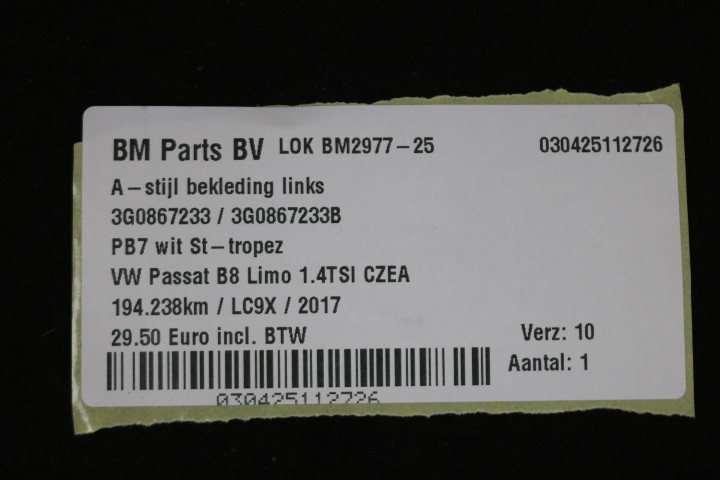 BM Parts BV LOK BM2977-25 030425112726
A-stijl bekleding links
3G0867233 / 3G0867233B
PB7 wit St-tropez
VW Passat B8 Limo 1.4TSI CZEA
194.238km / LC9X / 2017
29.50 Euro incl. BTW Verz: 10
Aantal: 1
030425112726